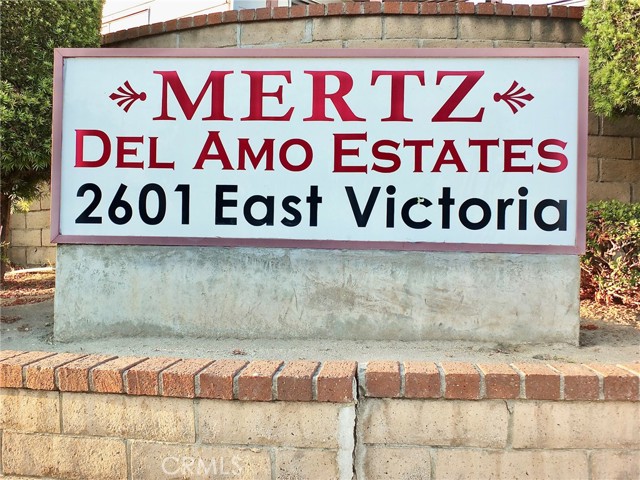 MERTZ
DEL AMO ESTATES
2601 East Victoria
CRMLS